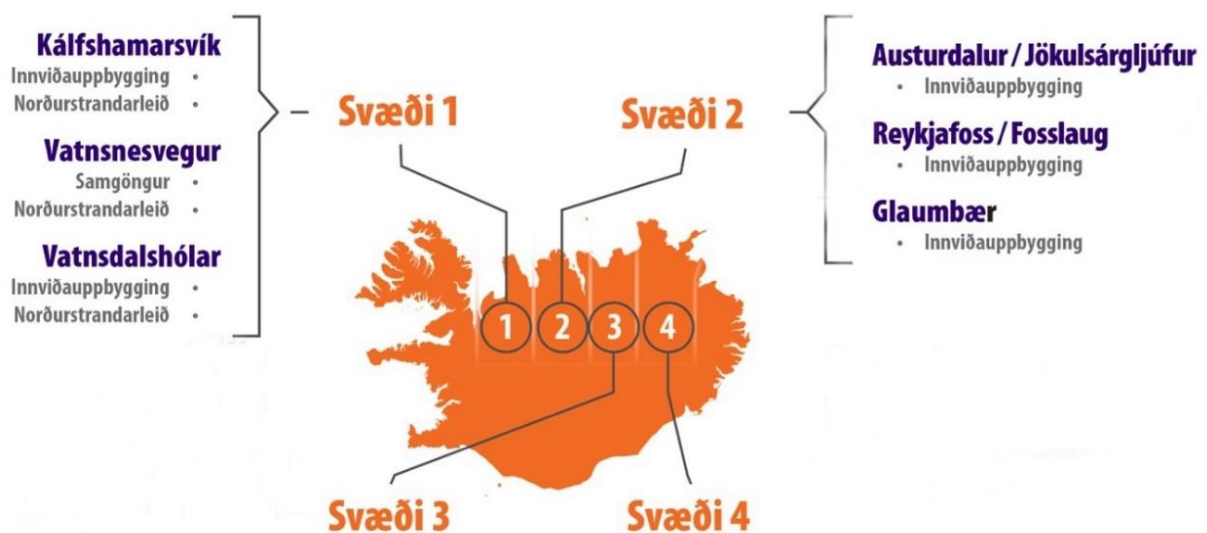 Kálfshamarsvík
Innviðauppbygging •
Norðurstrandarleið •
Vatnsnesvegur
Samgöngur •
Norðurstrandarleið •
Vatnsdalshólar
Innviðauppbygging •
Norðurstrandarleið •
Svæði 1
Svæði 2
Austurdalur / Jökulsárgljúfur
• Innviðauppbygging
Reykjafoss / Fosslaug
• Innviðauppbygging
Glaumbær
• Innviðauppbygging
1 2 3 4
Svæði 3
Svæði 4